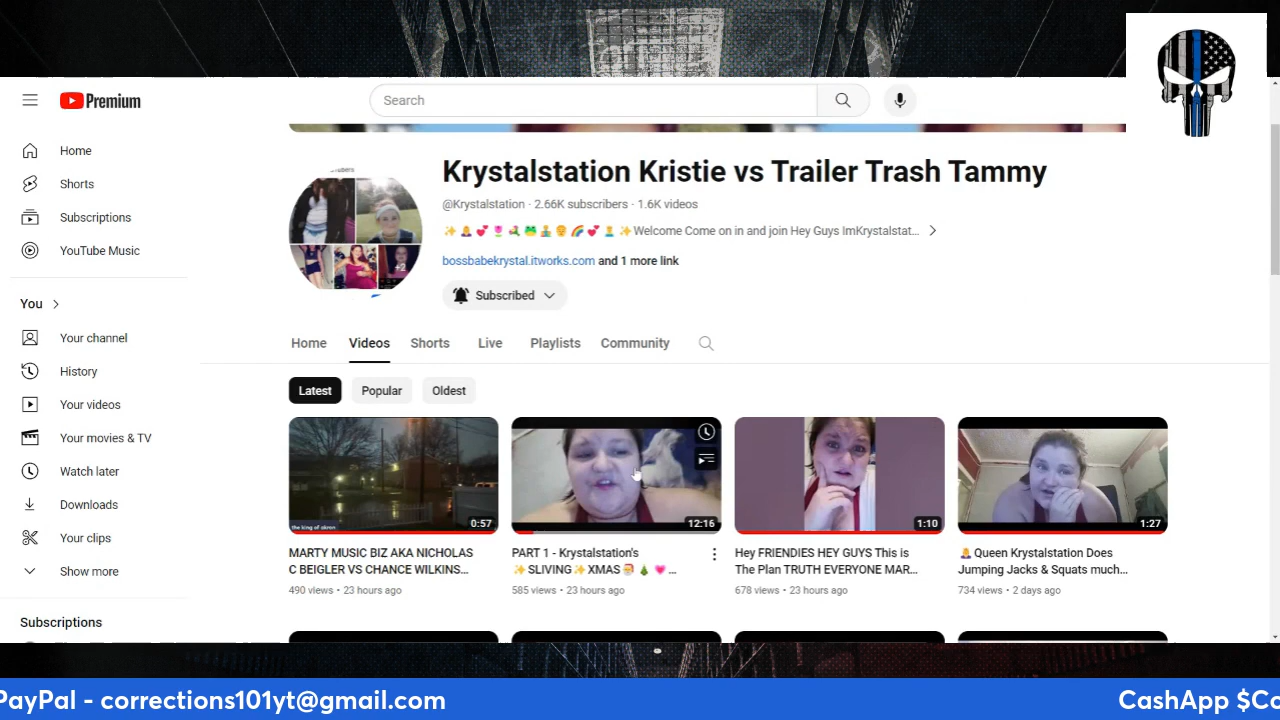 Premium
Search
Home
Shorts
Subscriptions
YouTube Music
You
Your channel
History
Your videos
Your movies & TV
Watch later
Downloads
Your clips
Show more
Subscriptions
Krystalstation Kristie vs Trailer Trash Tammy
@Krystalstation · 2.66K subscribers · 1.6K videos
Welcome Come on in and join Hey Guys ImKrystalstat...
bossbabekrystal.itworks.com and 1 more link
Subscribed
Home Videos Shorts Live Playlists Community
Latest Popular Oldest
+2
the king of akron
0:57
12:16
1:10
1:27
MARTY MUSIC BIZ AKA NICHOLAS
C BEIGLER VS CHANCE WILKINS...
490 views · 23 hours ago
PART 1 - Krystalstation's
✨SLIVING✨XMAS🎅🎄💗...
585 views · 23 hours ago
Hey FRIENDIES HEY GUYS This is
The Plan TRUTH EVERYONE MAR...
678 views · 23 hours ago
Queen Krystalstation Does
Jumping Jacks & Squats much...
734 views · 2 days ago
PayPal - corrections101yt@gmail.com
CashApp $Co